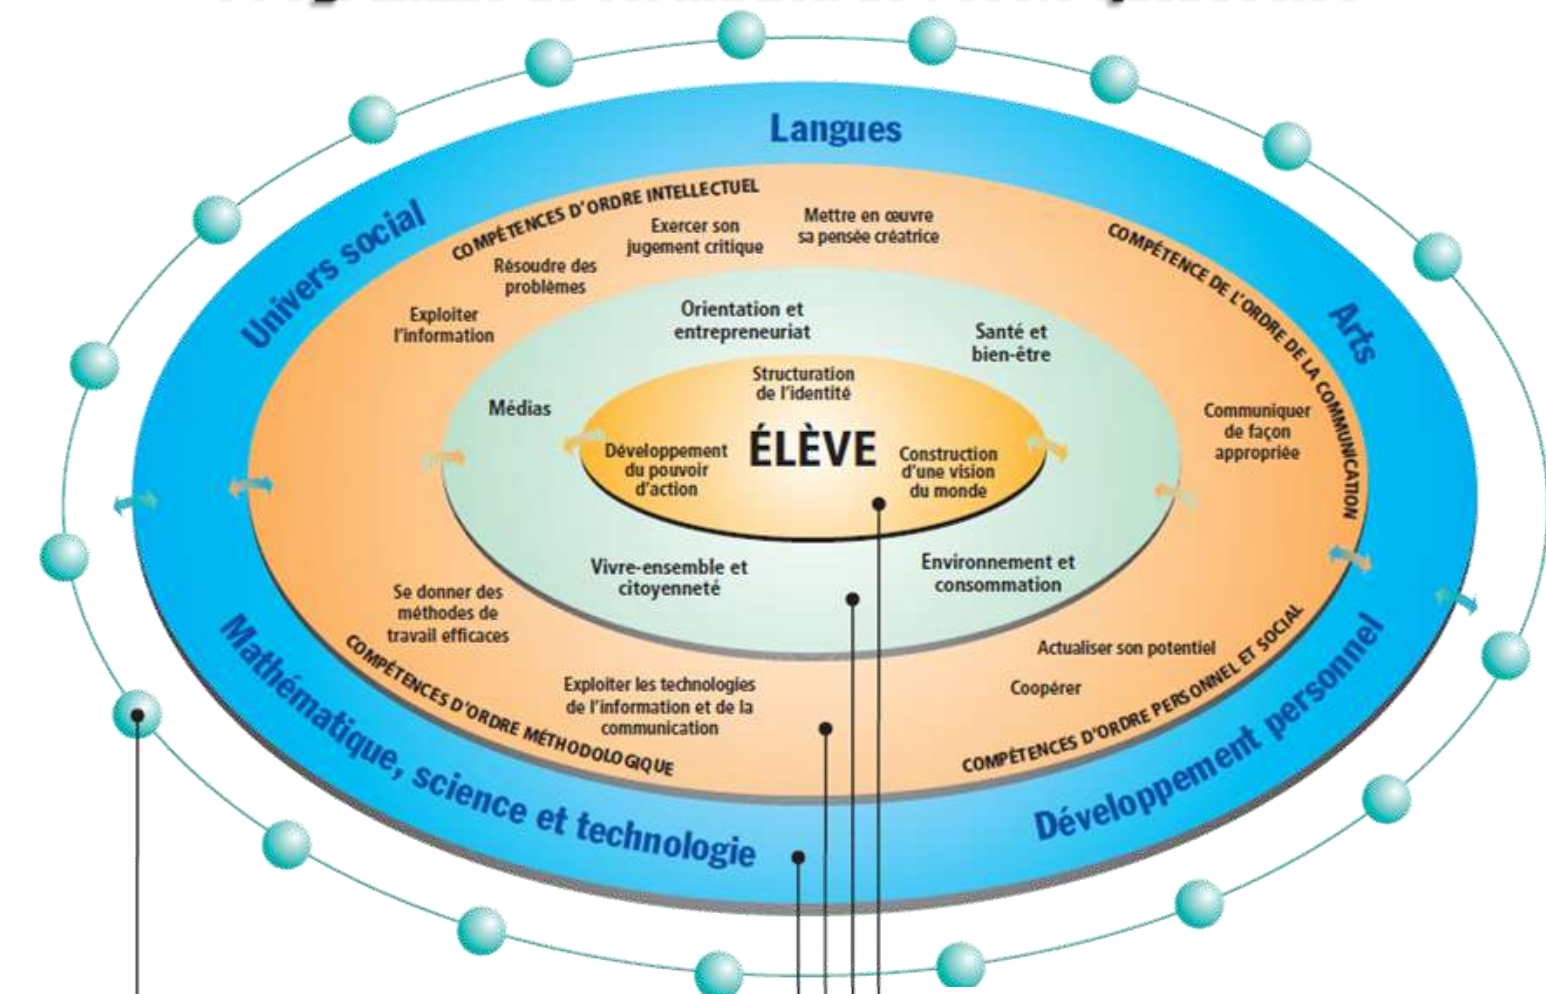 Langues
Univers social
Arts
COMPÉTENCES D'ORDRE INTELLECTUEL
Exploiter
l'information
Résoudre des
problèmes
Exercer son
jugement critique
Mettre en œuvre
sa pensée créatrice
COMPÉTENCE DE L'ORDRE DE LA COMMUNICATION
Communiquer
de façon
appropriée
Orientation et
entrepreneuriat
Santé et
bien-être
Médias
Structuration
de l'identité
ÉLÈVE
Développement
du pouvoir
d'action
Construction
d'une vision
du monde
Vivre-ensemble et
citoyenneté
Environnement et
consommation
Se donner des
méthodes de
travail efficaces
Exploiter les technologies
de l'information et de la
communication
COMPÉTENCES D'ORDRE MÉTHODOLOGIQUE
Actualiser son potentiel
Coopérer
COMPÉTENCES D'ORDRE PERSONNEL ET SOCIAL
Mathématique, science et technologie
Développement personnel